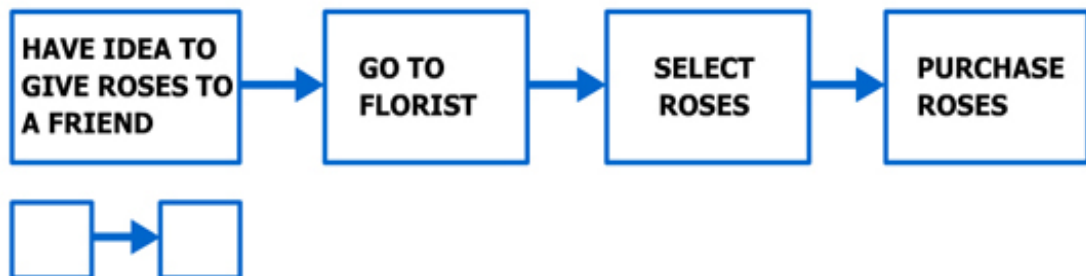 HAVE IDEA TO
GIVE ROSES TO
A FRIEND
GO TO
FLORIST
SELECT
ROSES
PURCHASE
ROSES